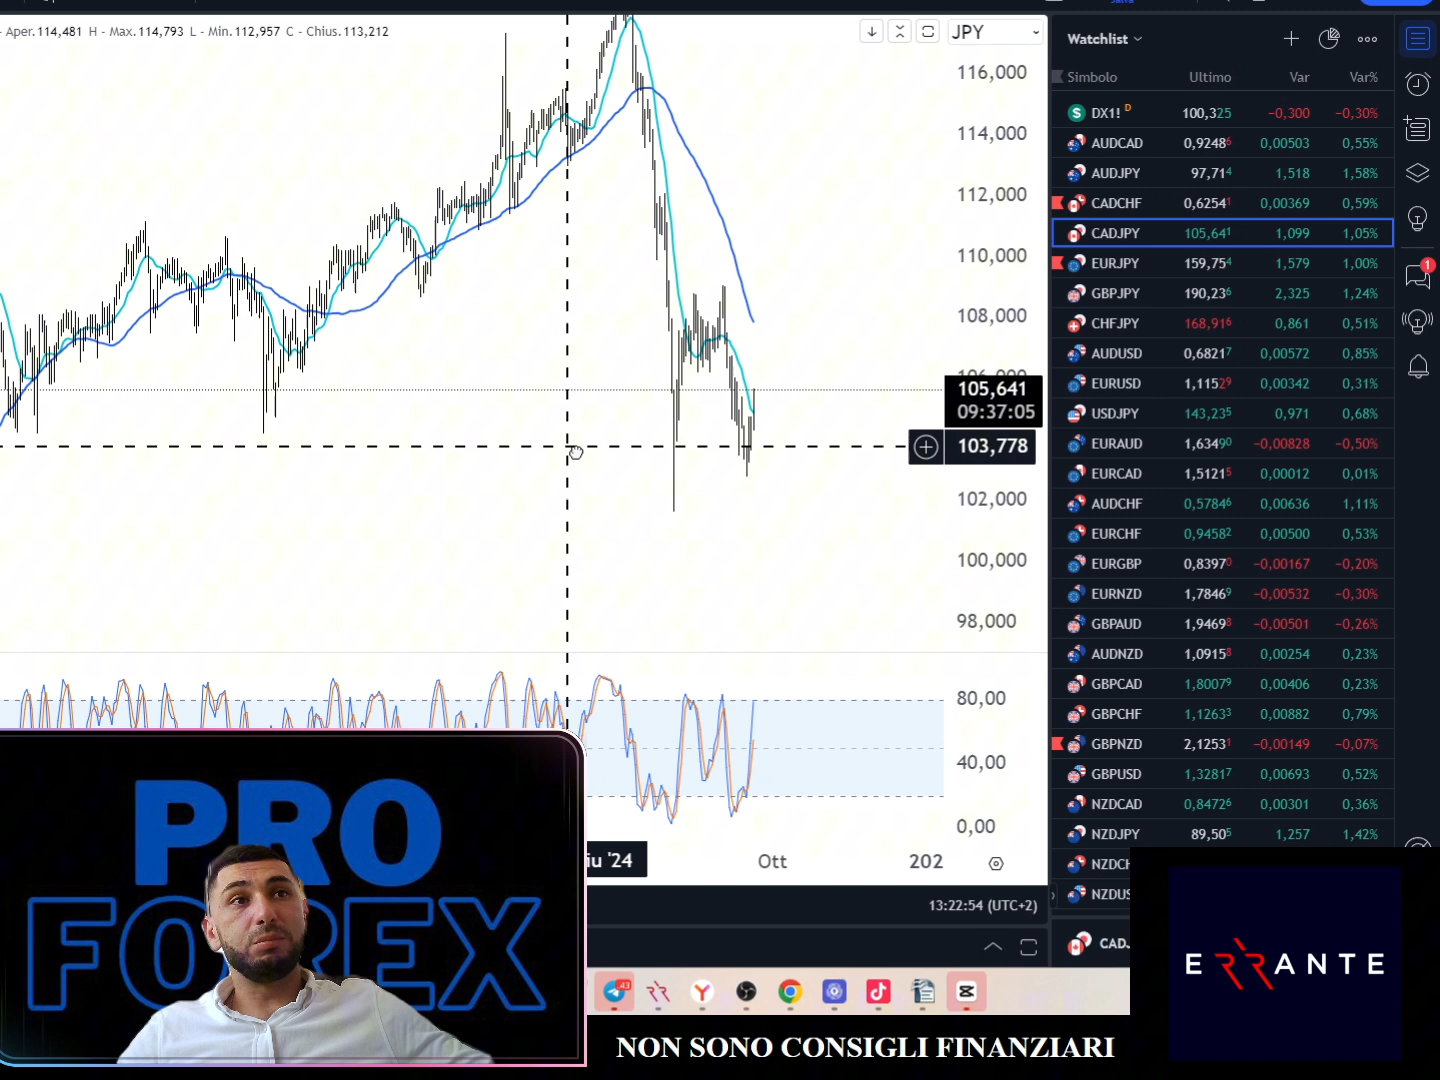 - Aper.114,481 H - Max.114,793 L - Min.112,957 C - Chius.113,212
JPY
116,000
114,000
112,000
110,000
108,000
106,000
105,641
09:37:05
103,778
102,000
100,000
98,000
80,00
40,00
0,00
iu '24
Ott
202
13:22:54 (UTC+2)
Watchlist
Simbolo Ultimo Var Var%
DX1! D 100,325 −0,300 −0,30%
AUDCAD 0,92486 0,00503 0,55%
AUDJPY 97,714 1,518 1,58%
CADCHF 0,62541 0,00369 0,59%
CADJPY 105,641 1,099 1,05%
EURJPY 159,754 1,579 1,00%
GBPJPY 190,236 2,325 1,24%
CHFJPY 168,916 0,861 0,51%
AUDUSD 0,68217 0,00572 0,85%
EURUSD 1,11529 0,00342 0,31%
USDJPY 143,235 0,971 0,68%
EURAUD 1,63490 −0,00828 −0,50%
EURCAD 1,51215 0,00012 0,01%
AUDCHF 0,57846 0,00636 1,11%
EURCHF 0,94582 0,00500 0,53%
EURGBP 0,83970 −0,00167 −0,20%
EURNZD 1,78469 −0,00532 −0,30%
GBPAUD 1,94698 −0,00501 −0,26%
AUDNZD 1,09158 0,00254 0,23%
GBPCAD 1,80079 0,00406 0,23%
GBPCHF 1,12633 0,00882 0,79%
GBPNZD 2,12531 −0,00149 −0,07%
GBPUSD 1,32817 0,00693 0,52%
NZDCAD 0,84726 0,00301 0,36%
NZDJPY 89,505 1,257 1,42%
NZDCH
NZDUS
CADJ
1
43
PRO
FOREX
ERRANTE
NON SONO CONSIGLI FINANZIARI